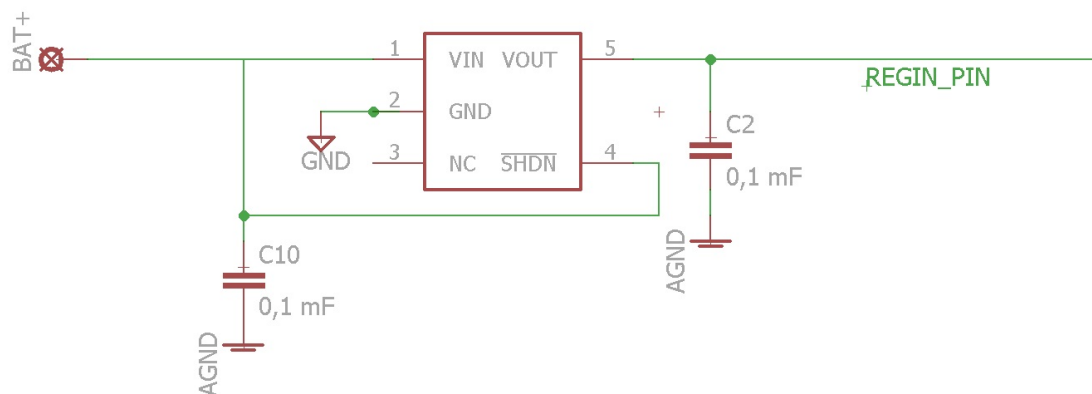 BAT+
1
VIN VOUT
5
REGIN_PIN
2
GND
GND
C2
0,1 mF
3
NC SHDN
4
AGND
C10
0,1 mF
AGND